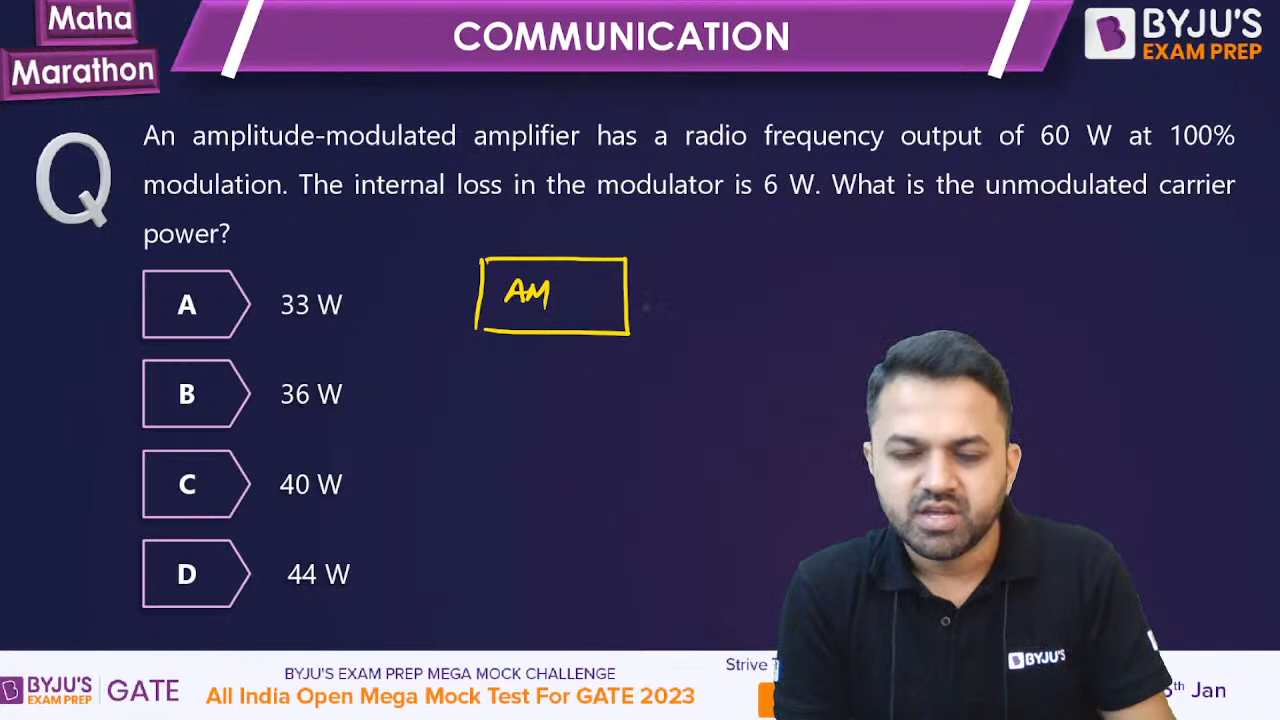 Maha
Marathon
COMMUNICATION
BYJU'S
EXAM PREP
Q
An amplitude-modulated amplifier has a radio frequency output of 60 W at 100%
modulation. The internal loss in the modulator is 6 W. What is the unmodulated carrier
power?
AM
A 33 W
B 36 W
C 40 W
D 44 W
BYJU'S
BYJU'S
EXAM PREP
GATE
BYJU'S EXAM PREP MEGA MOCK CHALLENGE
All India Open Mega Mock Test For GATE 2023
Strive
th Jan